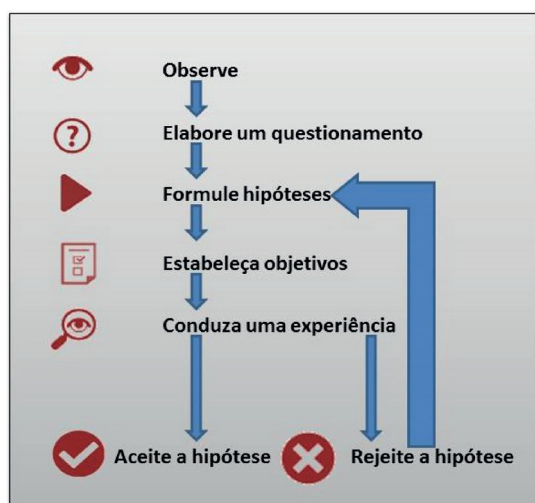 Observe
Elabore um questionamento
Formule hipóteses
Estabeleça objetivos
Conduza uma experiência
Aceite a hipótese
Rejeite a hipótese